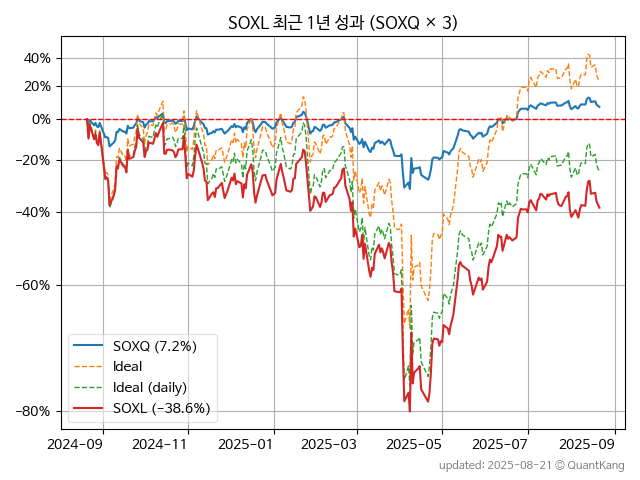 SOXL 최근 1년 성과 (SOXQ × 3)
40%
20%
0%
−20%
−40%
−60%
−80%
SOXQ (7.2%)
Ideal
Ideal (daily)
SOXL (−38.6%)
2024−09
2024−11
2025−01
2025−03
2025−05
2025−07
2025−09
updated: 2025−08−21 © QuantKang